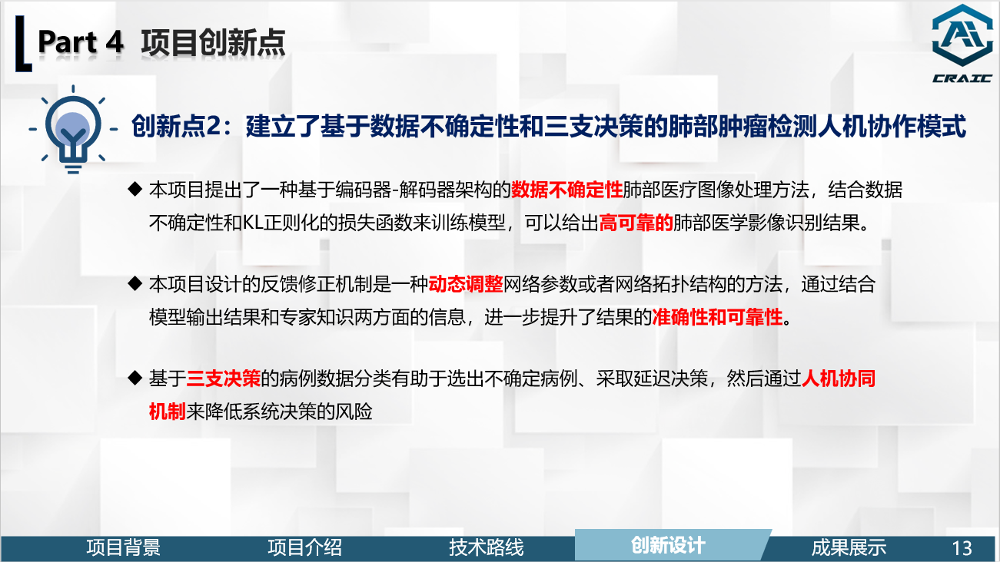 Part 4 项目创新点
Ai
CRAIC
创新点2：建立了基于数据不确定性和三支决策的肺部肿瘤检测人机协作模式
◆ 本项目提出了一种基于编码器-解码器架构的数据不确定性肺部医疗图像处理方法，结合数据
不确定性和KL正则化的损失函数来训练模型，可以给出高可靠的肺部医学影像识别结果。
◆ 本项目设计的反馈修正机制是一种动态调整网络参数或者网络拓扑结构的方法，通过结合
模型输出结果和专家知识两方面的信息，进一步提升了结果的准确性和可靠性。
◆ 基于三支决策的病例数据分类有助于选出不确定病例、采取延迟决策，然后通过人机协同
机制来降低系统决策的风险
项目背景 项目介绍 技术路线 创新设计 成果展示 13